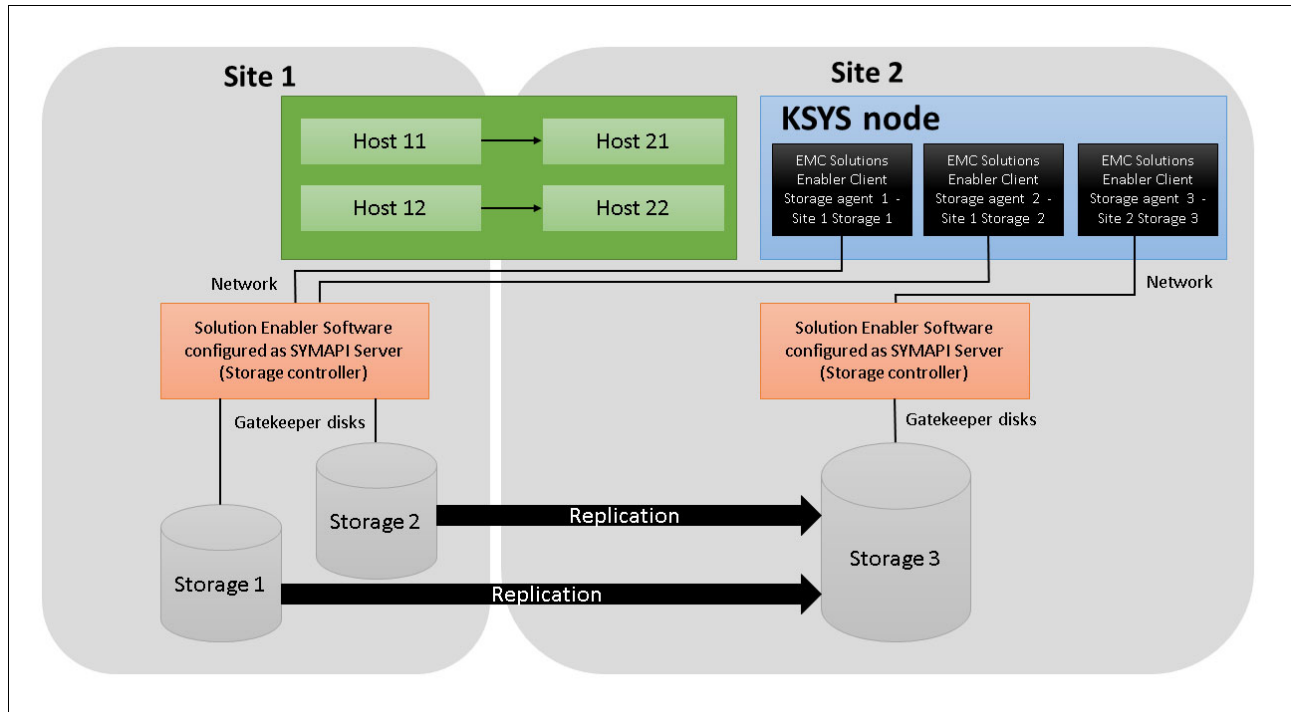 Site 1
Site 2
Host 11
Host 21
Host 12
Host 22
KSYS node
EMC Solutions
Enabler Client
Storage agent 1 -
Site 1 Storage 1
EMC Solutions
Enabler Client
Storage agent 2 -
Site 1 Storage 2
EMC Solutions
Enabler Client
Storage agent 3 -
Site 2 Storage 3
Network
Network
Solution Enabler Software
configured as SYMAPI Server
(Storage controller)
Solution Enabler Software
configured as SYMAPI Server
(Storage controller)
Gatekeeper disks
Gatekeeper disks
Storage 2
Replication
Storage 3
Storage 1
Replication